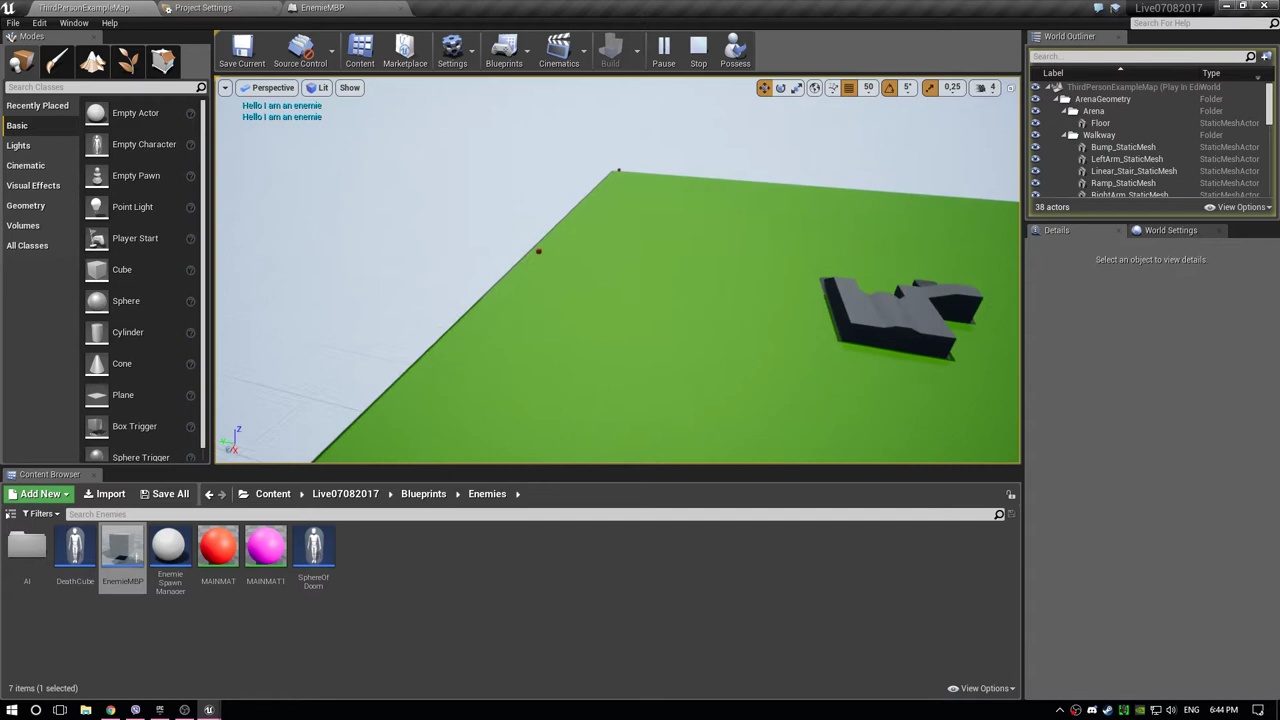 ThirdPersonExampleMap
Project Settings
EnemieMBP
Live07082017
File
Edit
Window
Help
Search For Help
Modes
Search Classes
Recently Placed
Basic
Lights
Cinematic
Visual Effects
Geometry
Volumes
All Classes
Empty Actor
Empty Character
Empty Pawn
Point Light
Player Start
Cube
Sphere
Cylinder
Cone
Plane
Box Trigger
Sphere Trigger
Save Current
Source Control
Content
Marketplace
Settings
Blueprints
Cinematics
Build
Pause
Stop
Possess
Perspective
Lit
Show
50
5°
0,25
4
Hello I am an enemie
Hello I am an enemie
Z
Y
X
World Outliner
Search...
Label
Type
ThirdPersonExampleMap (Play In Edi
World
ArenaGeometry
Folder
Arena
Folder
Floor
StaticMeshActor
Walkway
Folder
Bump_StaticMesh
StaticMeshActor
LeftArm_StaticMesh
StaticMeshActor
Linear_Stair_StaticMesh
StaticMeshActor
Ramp_StaticMesh
StaticMeshActor
RightArm_StaticMesh
StaticMeshActor
38 actors
View Options
Details
World Settings
Select an object to view details.
Content Browser
Add New
Import
Save All
Content
Live07082017
Blueprints
Enemies
Filters
Search Enemies
AI
DeathCube
EnemieMBP
Enemie
Spawn
Manager
MAINMAT
MAINMAT1
SphereOf
Doom
7 items (1 selected)
View Options
ENG
6:44 PM